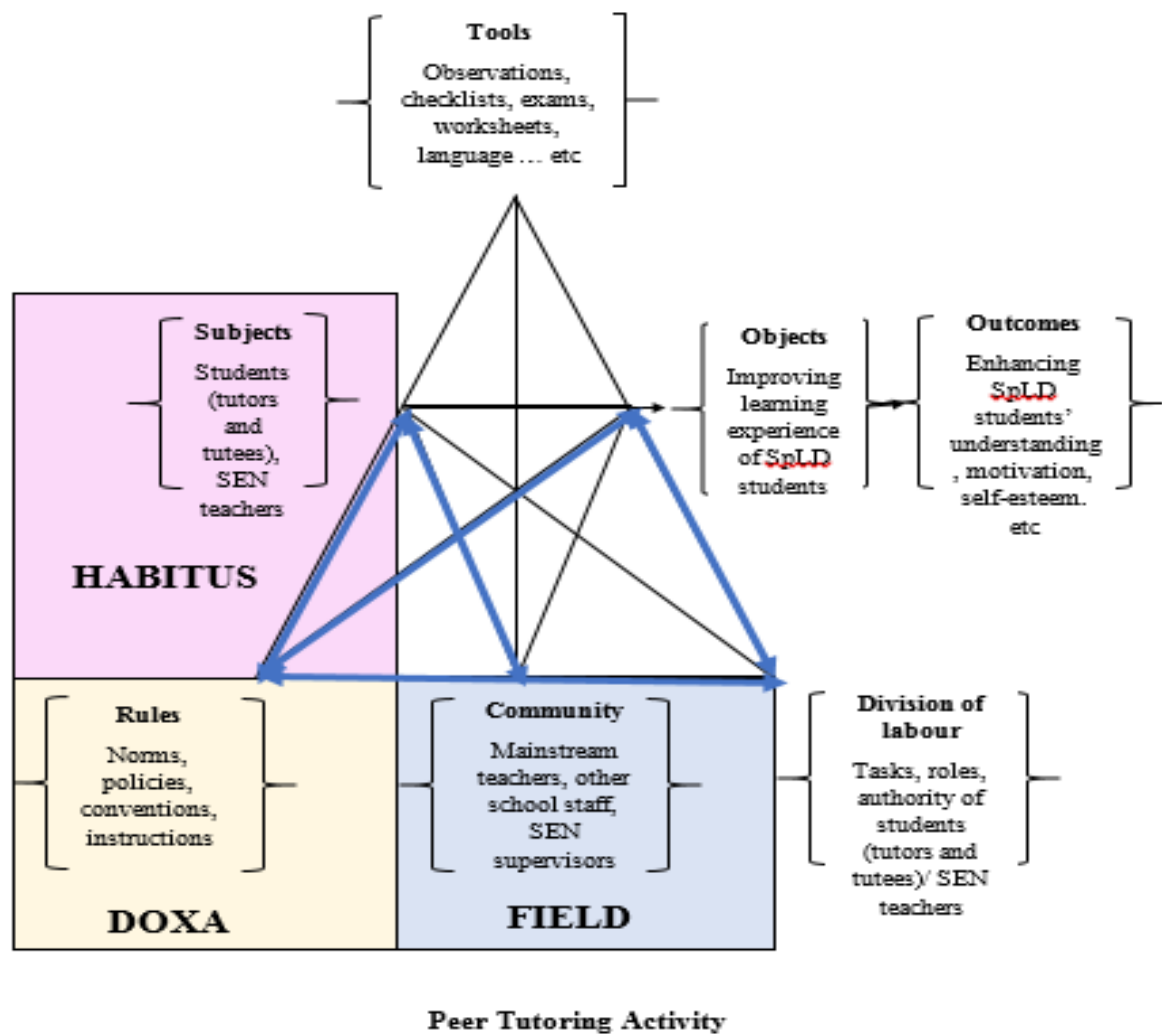 Tools
Observations,
checklists, exams,
worksheets,
language … etc
Subjects
Students
(tutors
and
tutees),
SEN
teachers
HABITUS
Objects
Improving
learning
experience
of SpLD
students
Outcomes
Enhancing
SpLD
students’
understanding
, motivation,
self-esteem.
etc
Rules
Norms,
policies,
conventions,
instructions
DOXA
Community
Mainstream
teachers, other
school staff,
SEN
supervisors
FIELD
Division of
labour
Tasks, roles,
authority of
students
(tutors and
tutees)/ SEN
teachers
Peer Tutoring Activity